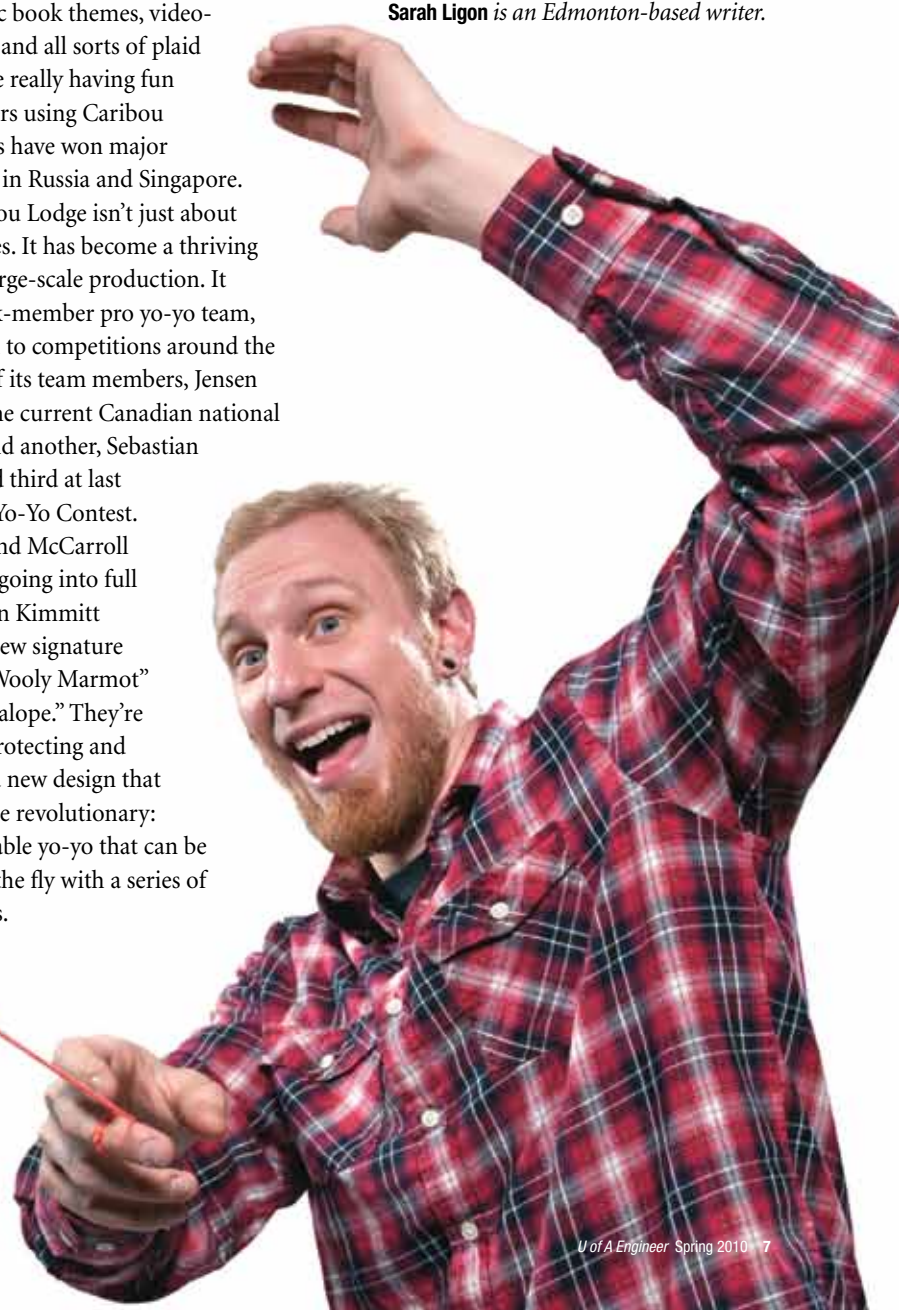 c book themes, video-
and all sorts of plaid
e really having fun
rs using Caribou
s have won major
in Russia and Singapore.
ou Lodge isn't just about
es. It has become a thriving
rge-scale production. It
x-member pro yo-yo team,
to competitions around the
f its team members, Jensen
he current Canadian national
nd another, Sebastian
d third at last
Yo-Yo Contest.
nd McCarroll
going into full
n Kimmitt
ew signature
Wooly Marmot”
alope.” They’re
rotecting and
new design that
e revolutionary:
able yo-yo that can be
the fly with a series of
s.
Sarah Ligon is an Edmonton-based writer.
U of A Engineer Spring 2010 7